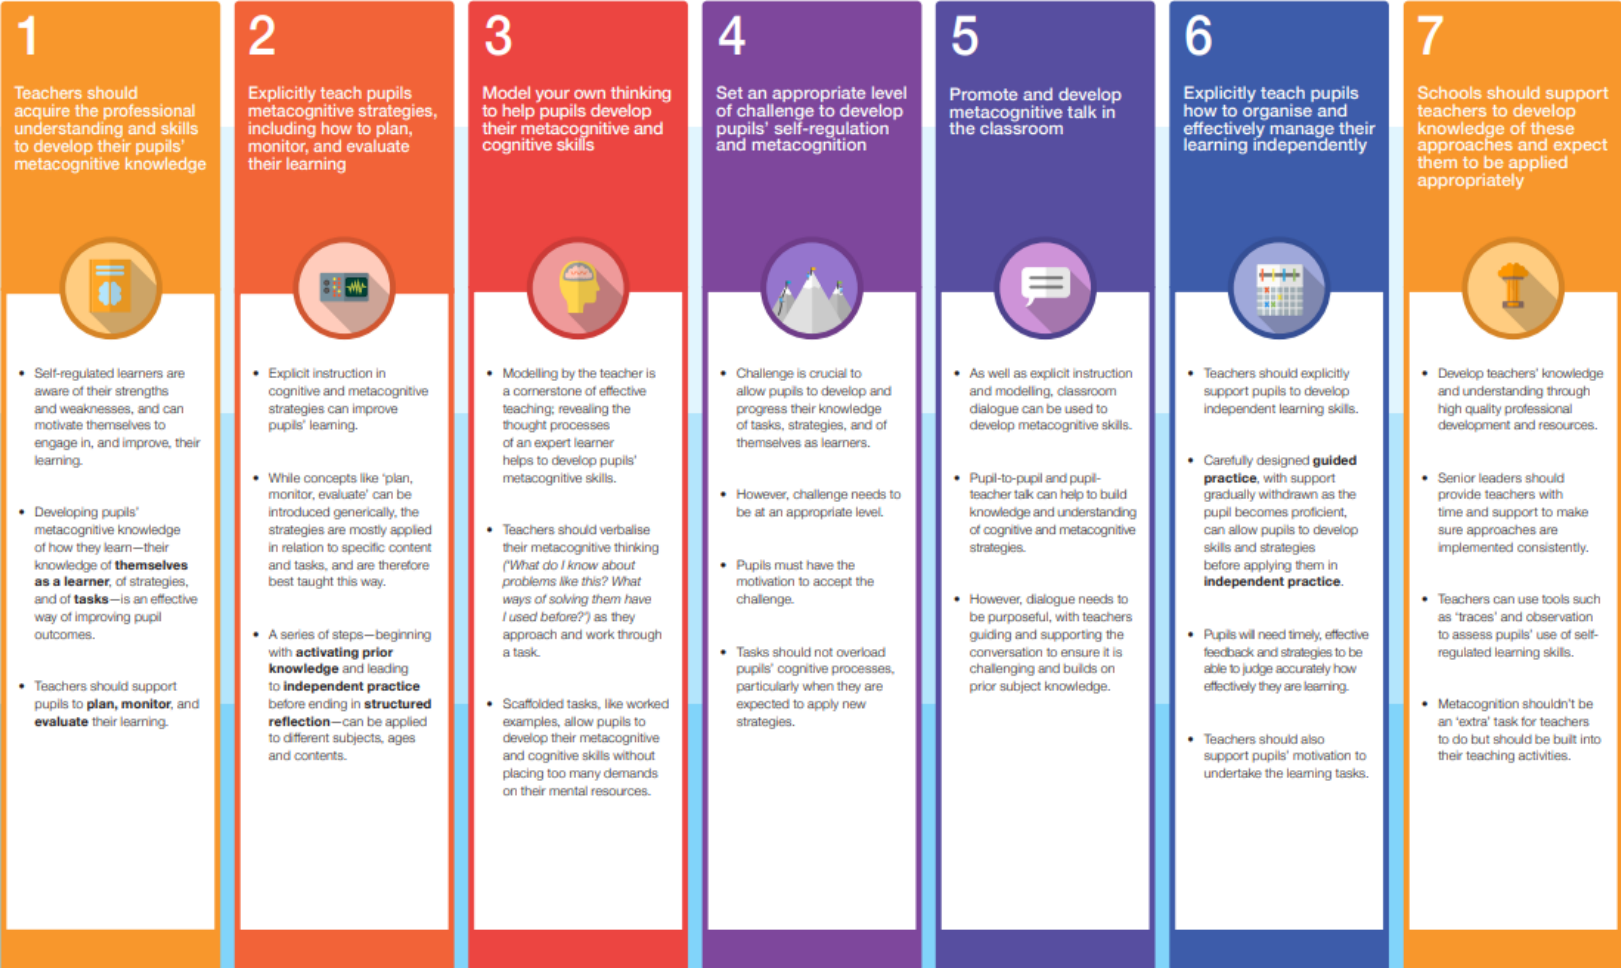 1
Teachers should
acquire the professional
understanding and skills
to develop their pupils'
metacognitive knowledge
• Self-regulated learners are
aware of their strengths
and weaknesses, and can
motivate themselves to
engage in, and improve, their
learning.
• Developing pupils'
metacognitive knowledge
of how they learn—their
knowledge of themselves
as a learner, of strategies,
and of tasks—is an effective
way of improving pupil
outcomes.
• Teachers should support
pupils to plan, monitor, and
evaluate their learning.
2
Explicitly teach pupils
metacognitive strategies,
including how to plan,
monitor, and evaluate
their learning
• Explicit instruction in
cognitive and metacognitive
strategies can improve
pupils' learning.
• While concepts like 'plan,
monitor, evaluate' can be
introduced generically, the
strategies are mostly applied
in relation to specific content
and tasks, and are therefore
best taught this way.
• A series of steps—beginning
with activating prior
knowledge and leading
to independent practice
before ending in structured
reflection—can be applied
to different subjects, ages
and contents.
3
Model your own thinking
to help pupils develop
their metacognitive and
cognitive skills
• Modelling by the teacher is
a cornerstone of effective
teaching; revealing the
thought processes
of an expert learner
helps to develop pupils'
metacognitive skills.
• Teachers should verbalise
their metacognitive thinking
('What do I know about
problems like this? What
ways of solving them have
I used before?') as they
approach and work through
a task.
• Scaffolded tasks, like worked
examples, allow pupils to
develop their metacognitive
and cognitive skills without
placing too many demands
on their mental resources.
4
Set an appropriate level
of challenge to develop
pupils' self-regulation
and metacognition
• Challenge is crucial to
allow pupils to develop and
progress their knowledge
of tasks, strategies, and of
themselves as learners.
• However, challenge needs to
be at an appropriate level.
• Pupils must have the
motivation to accept the
challenge.
• Tasks should not overload
pupils' cognitive processes,
particularly when they are
expected to apply new
strategies.
5
Promote and develop
metacognitive talk in
the classroom
• As well as explicit instruction
and modelling, classroom
dialogue can be used to
develop metacognitive skills.
• Pupil-to-pupil and pupil-
teacher talk can help to build
knowledge and understanding
of cognitive and metacognitive
strategies.
• However, dialogue needs to
be purposeful, with teachers
guiding and supporting the
conversation to ensure it is
challenging and builds on
prior subject knowledge.
6
Explicitly teach pupils
how to organise and
effectively manage their
learning independently
• Teachers should explicitly
support pupils to develop
independent learning skills.
• Carefully designed guided
practice, with support
gradually withdrawn as the
pupil becomes proficient,
can allow pupils to develop
skills and strategies
before applying them in
independent practice.
• Pupils will need timely, effective
feedback and strategies to be
able to judge accurately how
effectively they are learning.
• Teachers should also
support pupils' motivation to
undertake the learning tasks.
7
Schools should support
teachers to develop
knowledge of these
approaches and expect
them to be applied
appropriately
• Develop teachers' knowledge
and understanding through
high quality professional
development and resources.
• Senior leaders should
provide teachers with
time and support to make
sure approaches are
implemented consistently.
• Teachers can use tools such
as 'traces' and observation
to assess pupils' use of self-
regulated learning skills.
• Metacognition shouldn't be
an 'extra' task for teachers
to do but should be built into
their teaching activities.